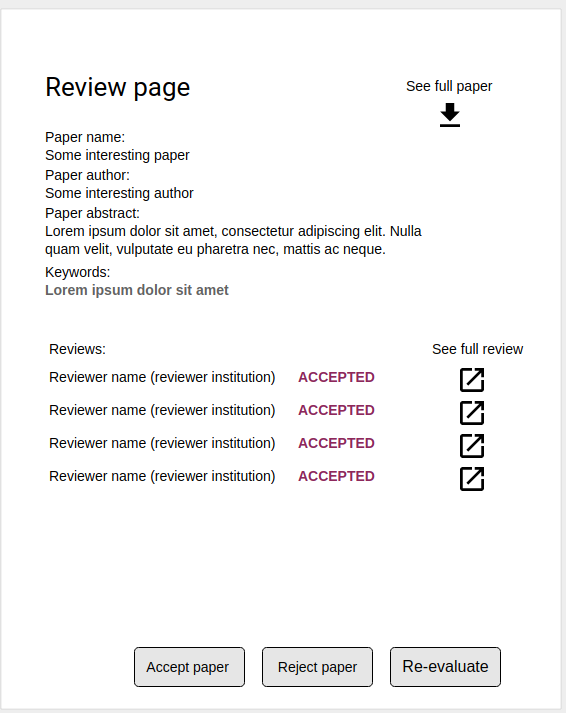 Review page
See full paper
Paper name:
Some interesting paper
Paper author:
Some interesting author
Paper abstract:
Lorem ipsum dolor sit amet, consectetur adipiscing elit. Nulla
quam velit, vulputate eu pharetra nec, mattis ac neque.
Keywords:
Lorem ipsum dolor sit amet
Reviews: See full review
Reviewer name (reviewer institution) ACCEPTED
Reviewer name (reviewer institution) ACCEPTED
Reviewer name (reviewer institution) ACCEPTED
Reviewer name (reviewer institution) ACCEPTED
Accept paper Reject paper Re-evaluate